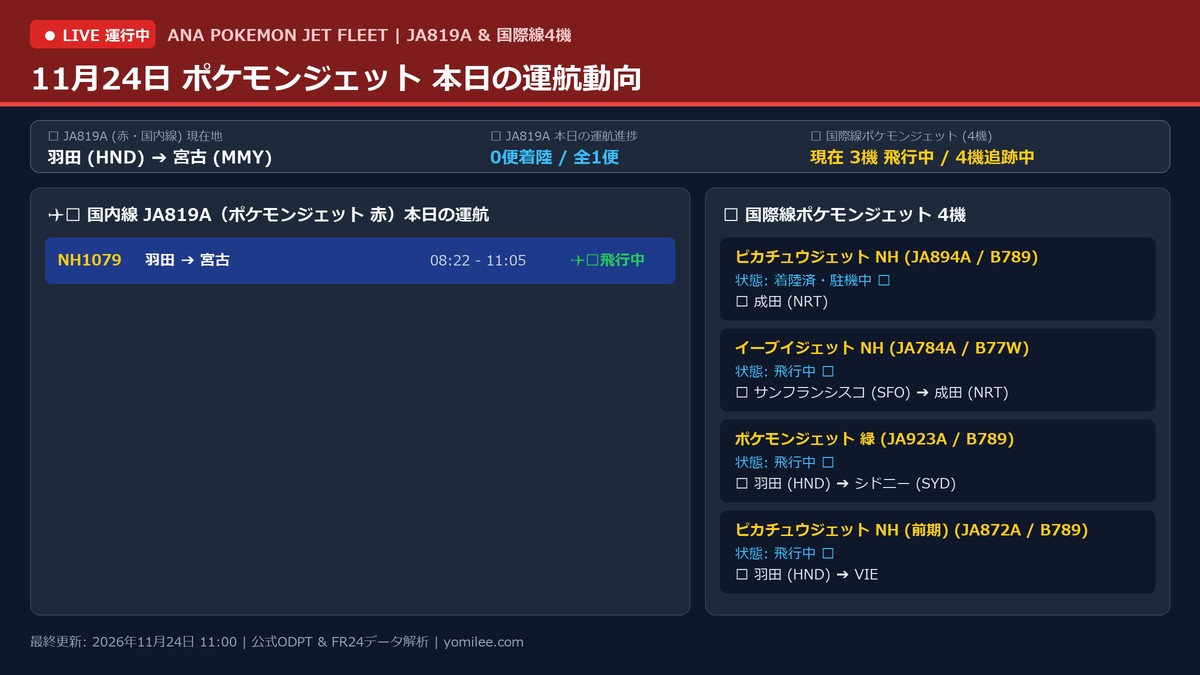 ● LIVE 運行中 ANA POKEMON JET FLEET | JA819A & 国際線4機
11月24日 ポケモンジェット 本日の運航動向
□ JA819A (赤・国内線) 現在地
羽田 (HND) → 宮古 (MMY)
□ JA819A 本日の運航進捗
0便着陸 / 全1便
□ 国際線ポケモンジェット (4機)
現在 3機 飛行中 / 4機追跡中
✈□ 国内線 JA819A（ポケモンジェット 赤）本日の運航
NH1079 羽田 → 宮古 08:22 - 11:05 ✈□飛行中
□ 国際線ポケモンジェット 4機
ピカチュウジェット NH (JA894A / B789)
状態: 着陸済・駐機中 □
□ 成田 (NRT)
イーブイジェット NH (JA784A / B77W)
状態: 飛行中 □
□ サンフランシスコ (SFO) → 成田 (NRT)
ポケモンジェット 緑 (JA923A / B789)
状態: 飛行中 □
□ 羽田 (HND) → シドニー (SYD)
ピカチュウジェット NH (前期) (JA872A / B789)
状態: 飛行中 □
□ 羽田 (HND) → VIE
最終更新: 2026年11月24日 11:00 | 公式ODPT & FR24データ解析 | yomilee.com